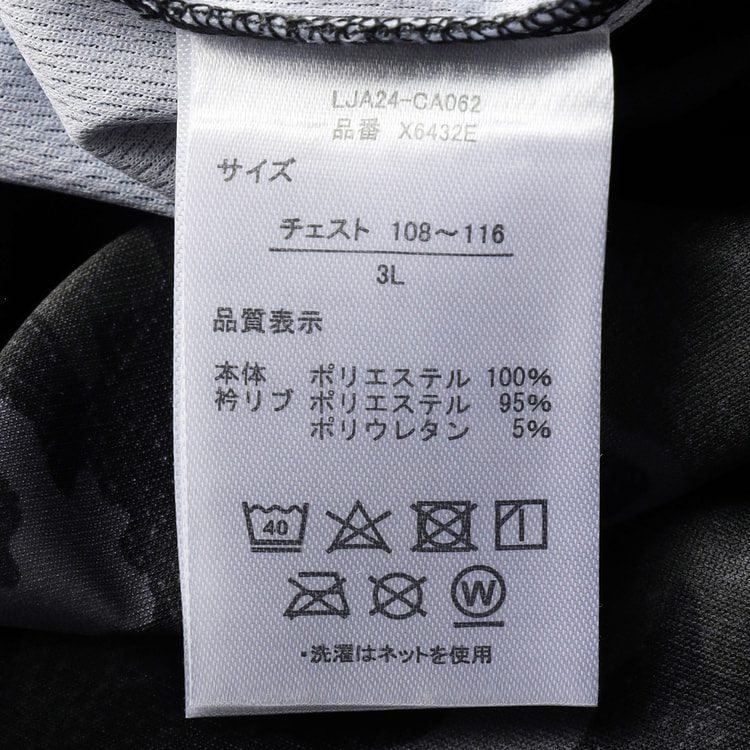 LJA24-CA062
品番 X6432E
サイズ
チェスト 108～116
3L
品質表示
本体 ポリエステル 100%
衿リブ ポリエステル 95%
ポリウレタン 5%
40
W
・洗濯はネットを使用